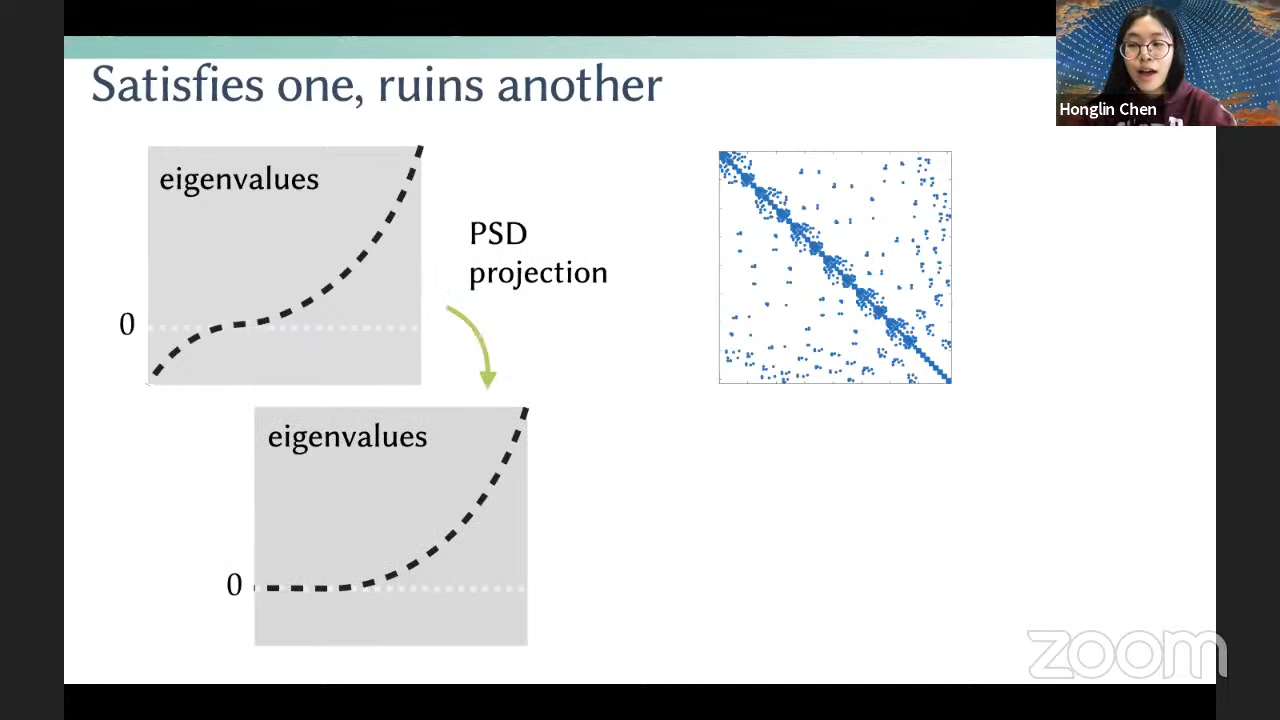 Satisfies one, ruins another
Honglin Chen
eigenvalues
PSD
projection
0
eigenvalues
0
zoom